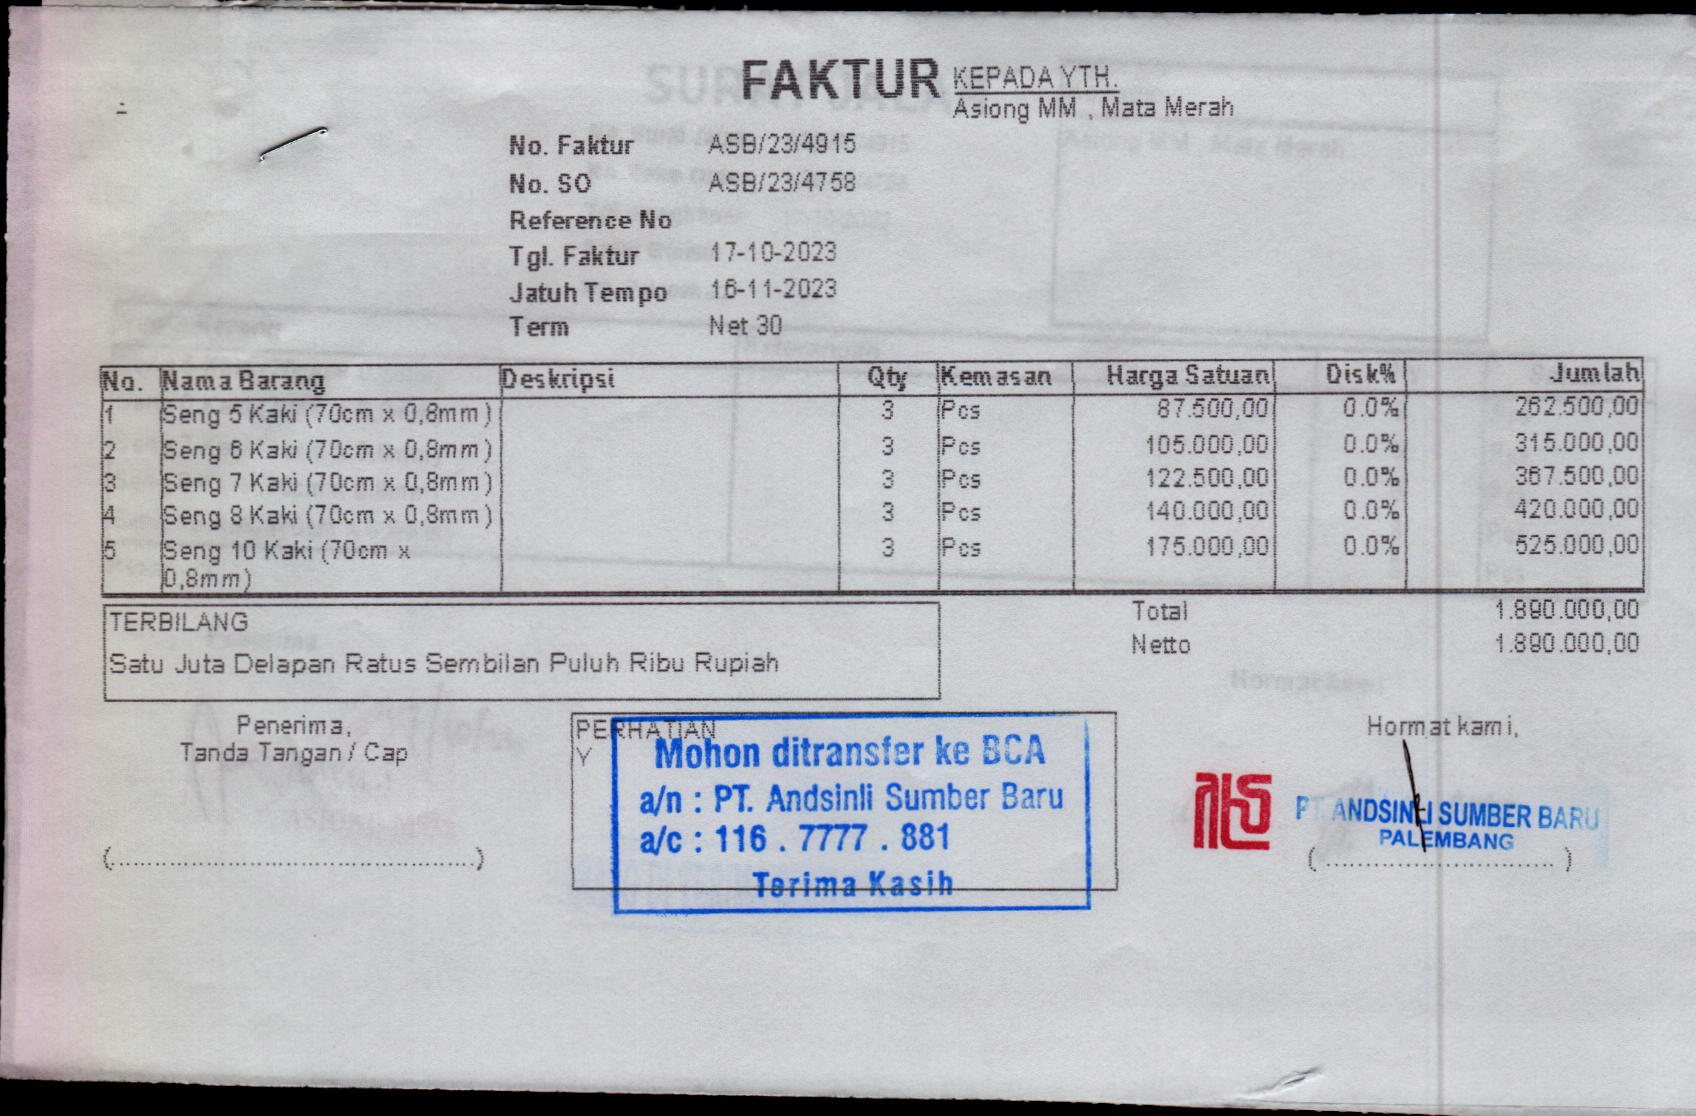 FAKTUR
KEPADA YTH.
Asiong MM , Mata Merah
No. Faktur ASB/23/4915
No. SO ASB/23/4758
Reference No
Tgl. Faktur 17-10-2023
Jatuh Tempo 16-11-2023
Term Net 30
No. Nama Barang Deskripsi Qty Kemasan Harga Satuan Disk% Jumlah
1 Seng 5 Kaki (70cm x 0,8mm) 3 Pcs 87.500,00 0.0% 262.500,00
2 Seng 6 Kaki (70cm x 0,8mm) 3 Pcs 105.000,00 0.0% 315.000,00
3 Seng 7 Kaki (70cm x 0,8mm) 3 Pcs 122.500,00 0.0% 367.500,00
4 Seng 8 Kaki (70cm x 0,8mm) 3 Pcs 140.000,00 0.0% 420.000,00
5 Seng 10 Kaki (70cm x 3 Pcs 175.000,00 0.0% 525.000,00
0,8mm)
Total 1.890.000,00
Netto 1.890.000,00
TERBILANG
Satu Juta Delapan Ratus Sembilan Puluh Ribu Rupiah
Penerima,
Tanda Tangan / Cap
(....................................................)
PERHATIAN
Y
Mohon ditransfer ke BCA
a/n : PT. Andsinli Sumber Baru
a/c : 116 . 7777 . 881
Terima Kasih
Hormat kami,
PT. ANDSINLI SUMBER BARU
PALEMBANG
(................................)